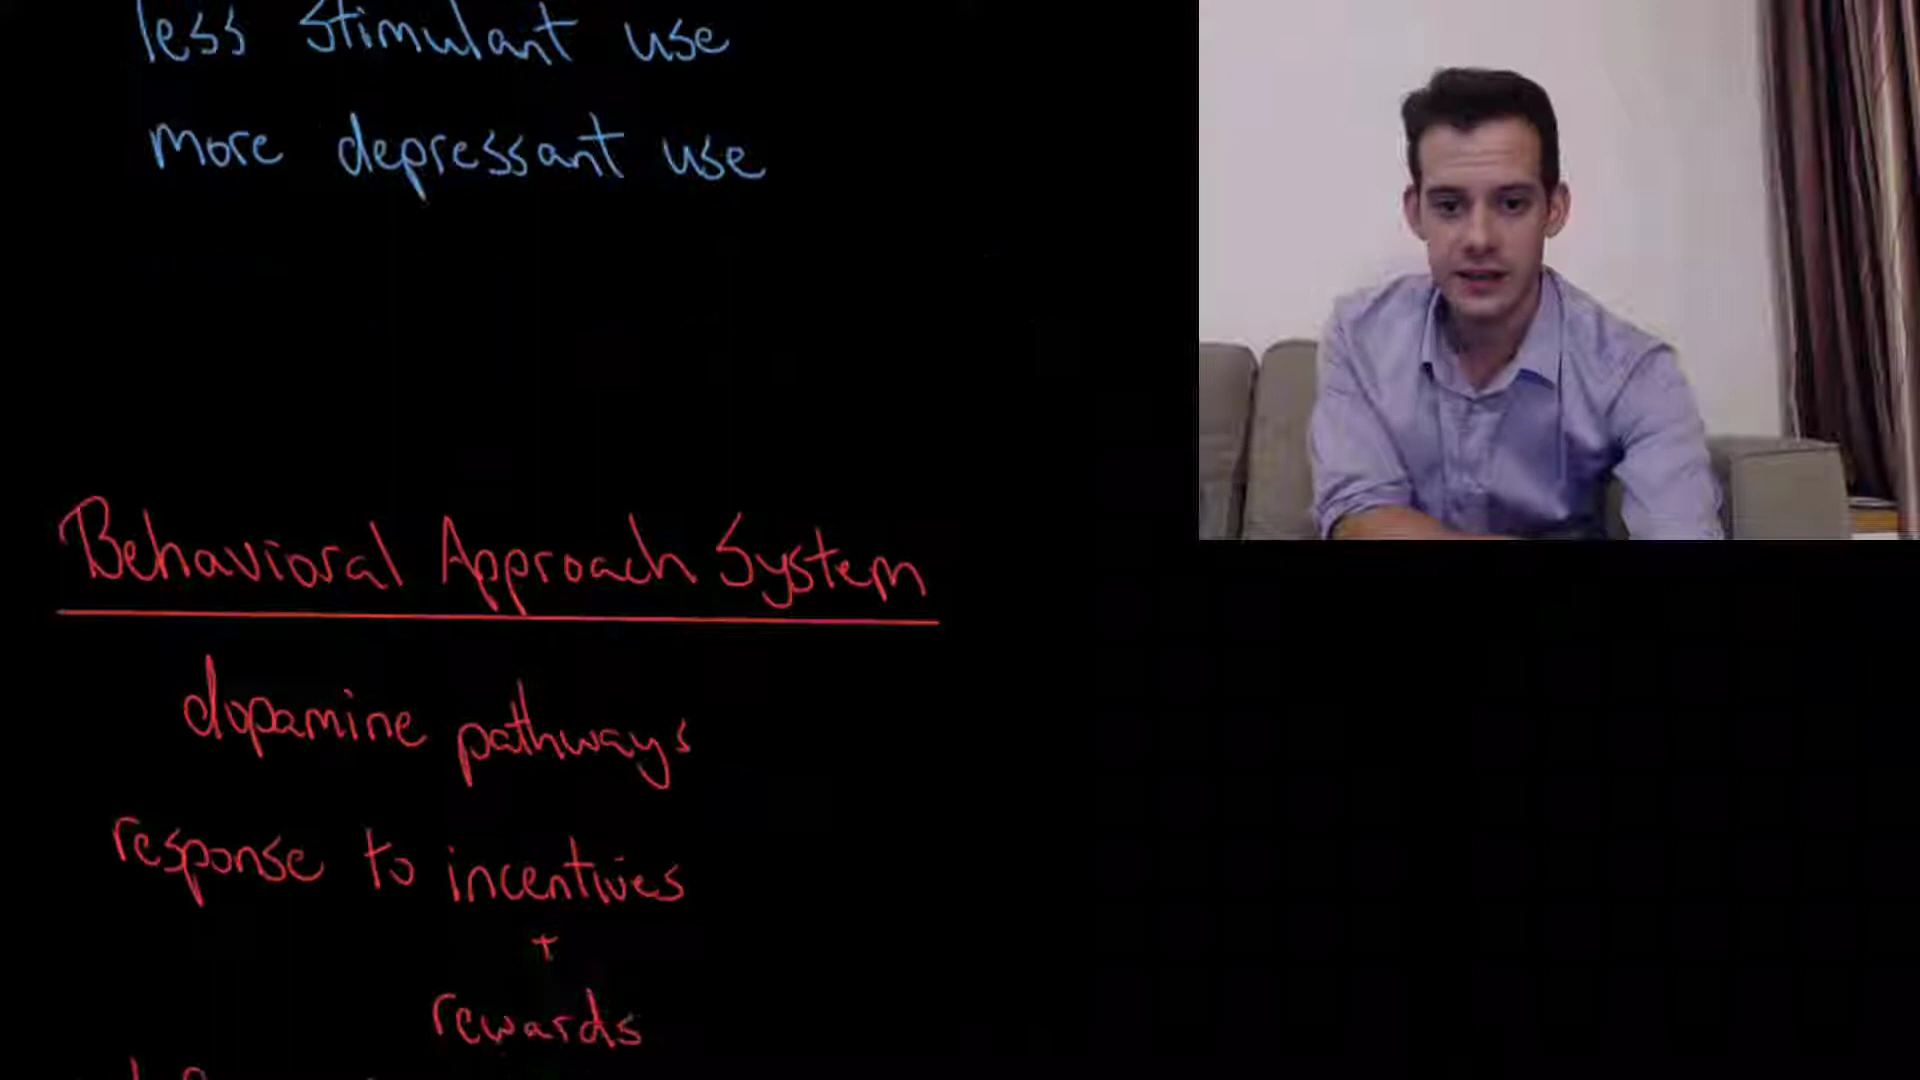 less stimulant use
more depressant use
Behavioral Approach System
dopamine pathways
response to incentives
+
rewards